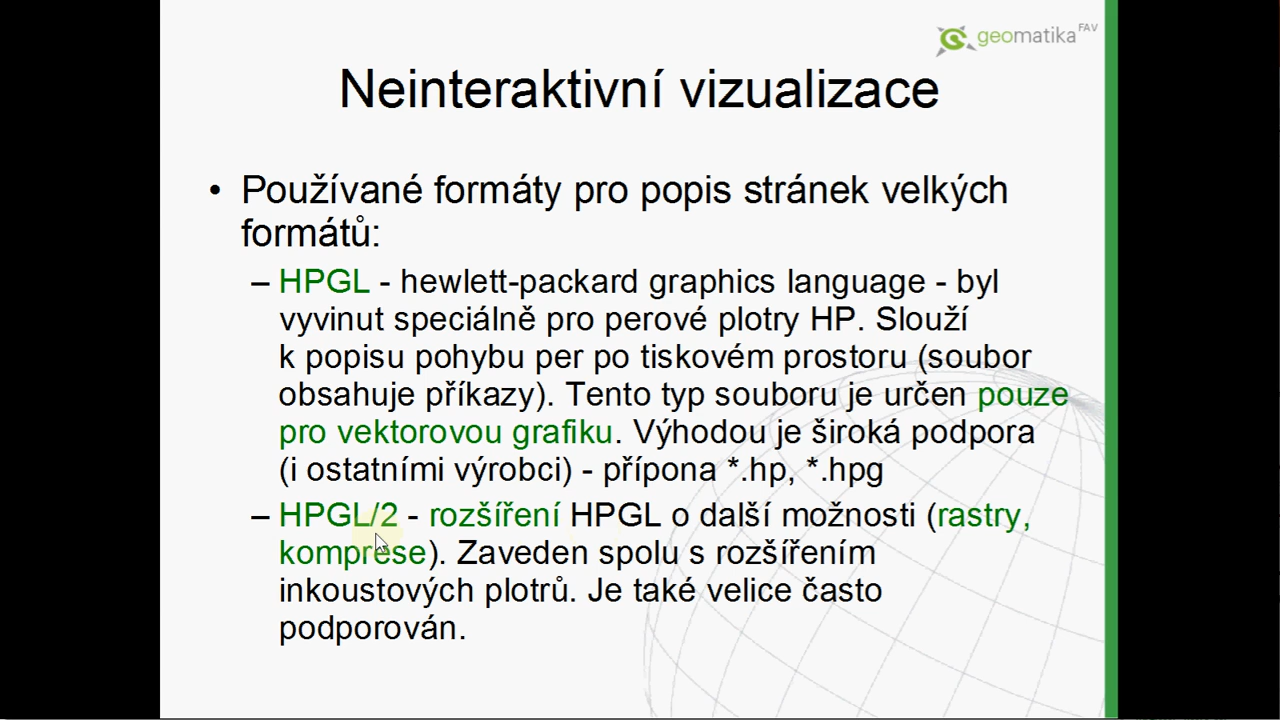 geomatika FAV
Neinteraktivní vizualizace
• Používané formáty pro popis stránek velkých
formátů:
– HPGL - hewlett-packard graphics language - byl
vyvinut speciálně pro perové plotry HP. Slouží
k popisu pohybu per po tiskovém prostoru (soubor
obsahuje příkazy). Tento typ souboru je určen pouze
pro vektorovou grafiku. Výhodou je široká podpora
(i ostatními výrobci) - přípona *.hp, *.hpg
– HPGL/2 - rozšíření HPGL o další možnosti (rastry,
komprese). Zaveden spolu s rozšířením
inkoustových plotrů. Je také velice často
podporován.